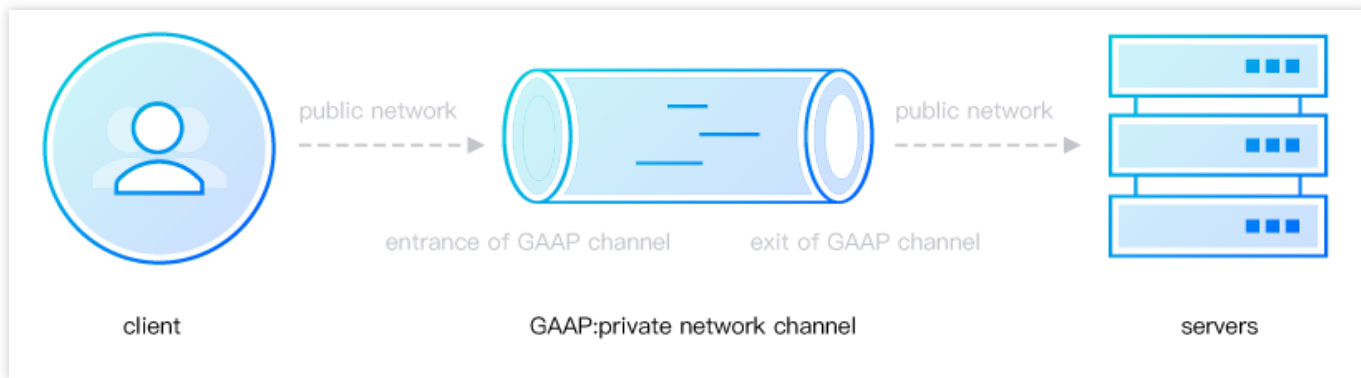 public network
public network
entrance of GAAP channel
exit of GAAP channel
client
GAAP:private network channel
servers